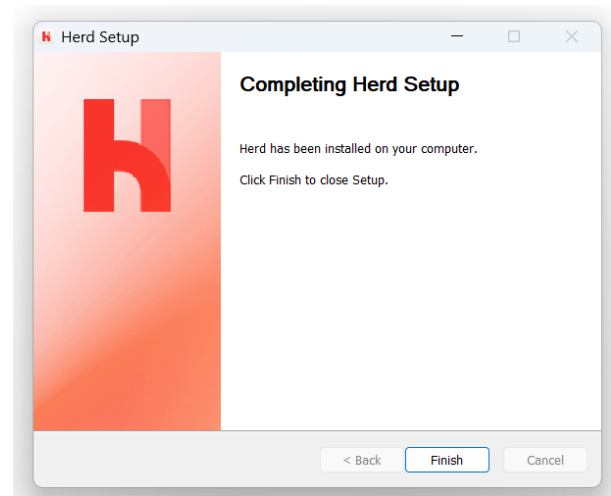 Herd Setup
Completing Herd Setup
Herd has been installed on your computer.
Click Finish to close Setup.
< Back
Finish
Cancel